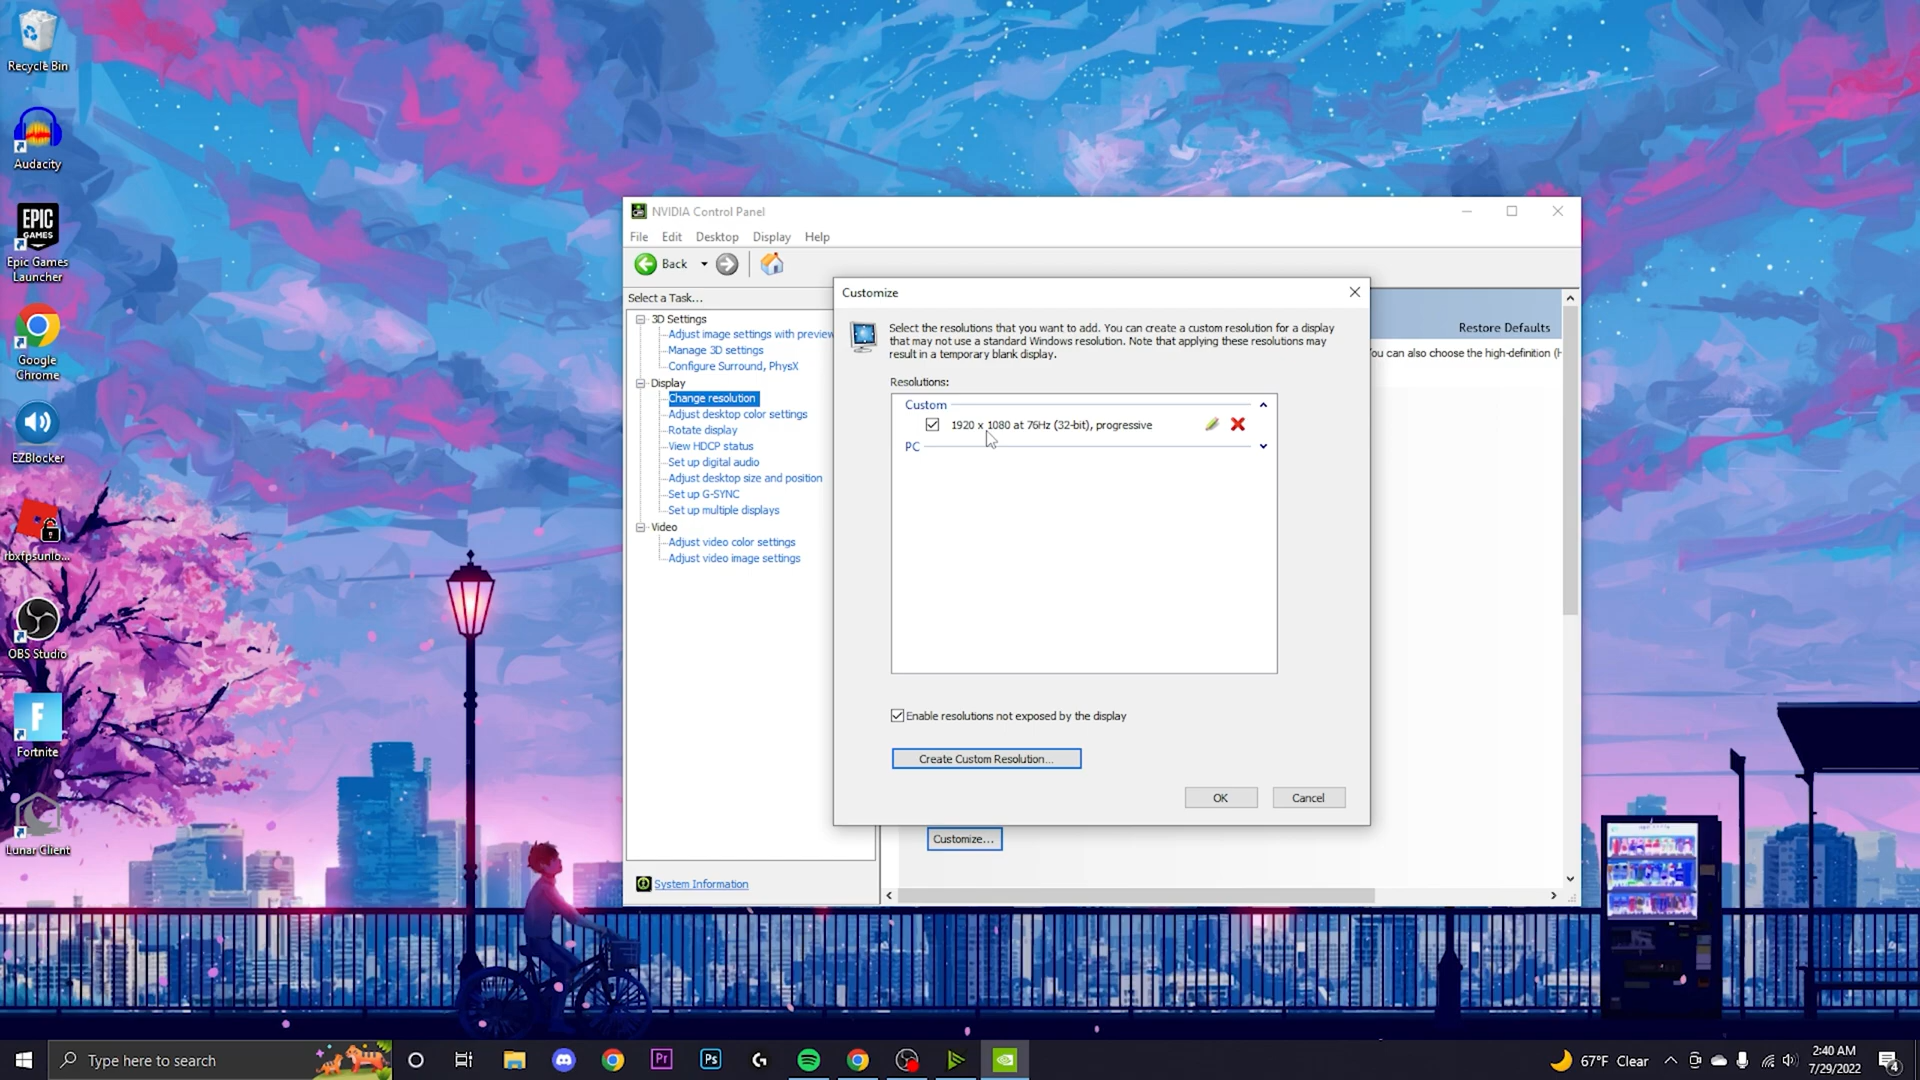 Recycle Bin
Audacity
EPIC
GAMES
Epic Games
Launcher
Google
Chrome
EZBlocker
rbxfpsunlo...
OBS Studio
F
Fortnite
Lunar Client
NVIDIA Control Panel
File Edit Desktop Display Help
Back
Select a Task...
3D Settings
Adjust image settings with preview
Manage 3D settings
Configure Surround, PhysX
Display
Change resolution
Adjust desktop color settings
Rotate display
View HDCP status
Set up digital audio
Adjust desktop size and position
Set up G-SYNC
Set up multiple displays
Video
Adjust video color settings
Adjust video image settings
System Information
Restore Defaults
You can also choose the high-definition (H
Customize
Select the resolutions that you want to add. You can create a custom resolution for a display
that may not use a standard Windows resolution. Note that applying these resolutions may
result in a temporary blank display.
Resolutions:
Custom
1920 x 1080 at 76Hz (32-bit), progressive
PC
Enable resolutions not exposed by the display
Create Custom Resolution...
OK Cancel
Customize...
Type here to search
Pr
Ps
67°F Clear
2:40 AM
7/29/2022
4